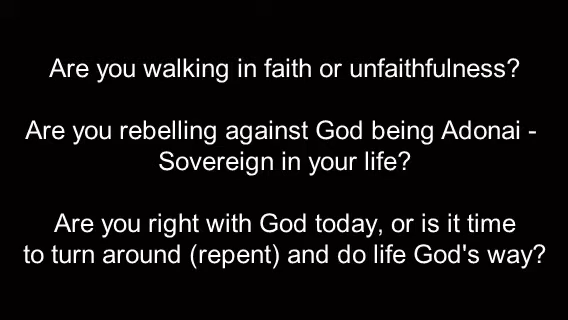 Are you walking in faith or unfaithfulness?
Are you rebelling against God being Adonai -
Sovereign in your life?
Are you right with God today, or is it time
to turn around (repent) and do life God's way?